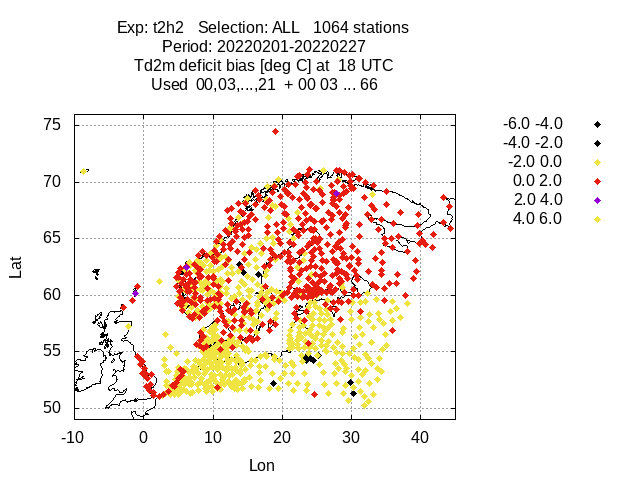 Exp: t2h2   Selection: ALL   1064 stations
Period: 20220201-20220227
Td2m deficit bias [deg C] at  18 UTC
Used  00,03,...,21  + 00 03 ... 66
-6.0 -4.0
-4.0 -2.0
-2.0 0.0
0.0 2.0
2.0 4.0
4.0 6.0
75
70
65
60
55
50
Lat
-10 0 10 20 30 40
Lon